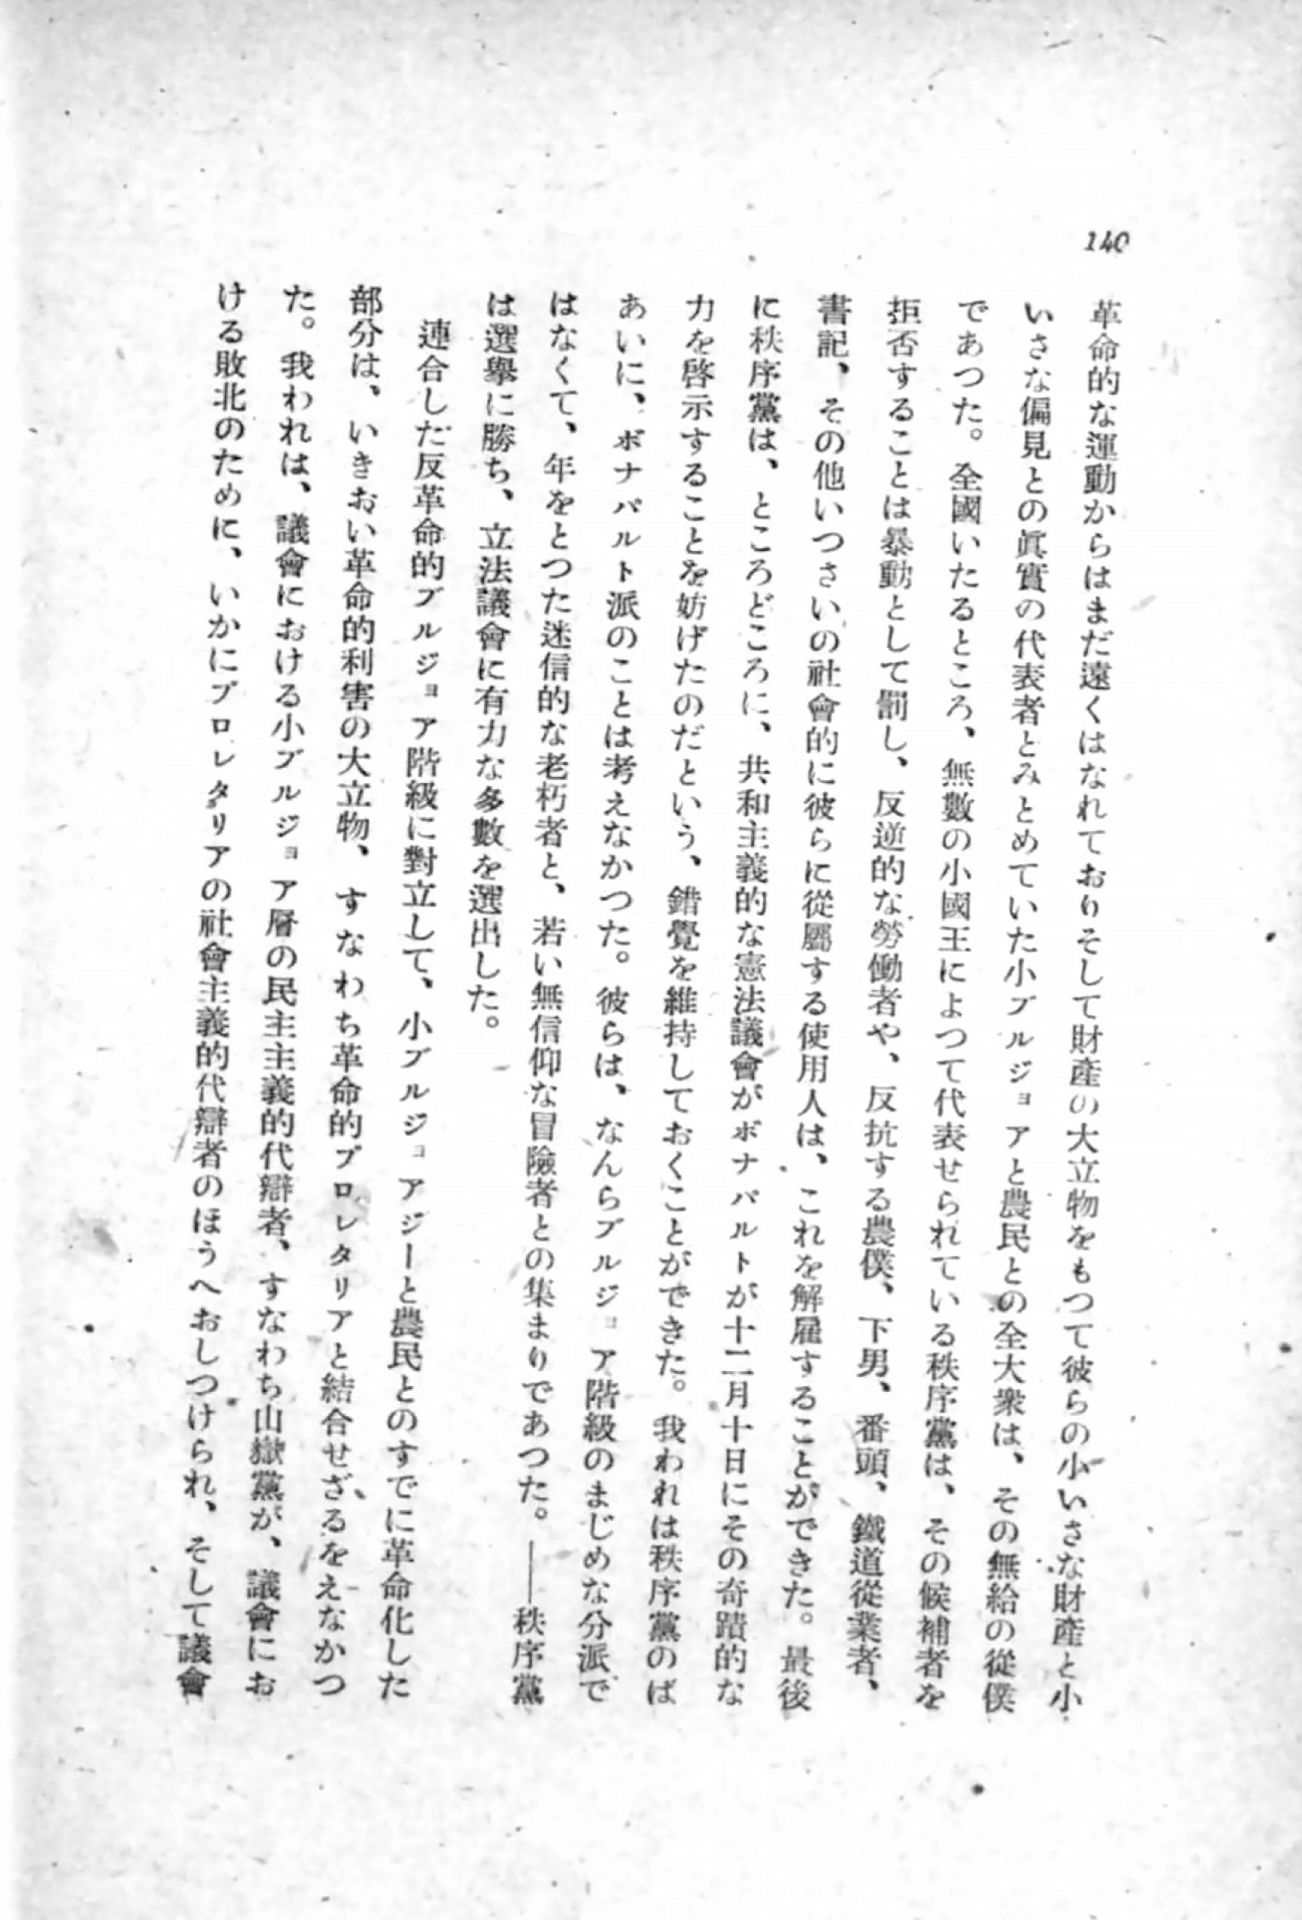 140
革命的な運動からはまだ遠くはなれておりそして財產の大立物をもつて彼らの小いさな財產と小
いさな偏見との眞實の代表者とみとめていた小ブルジョアと農民との全大衆は、その無給の從僕
であつた。全國いたるところ、無數の小國王によつて代表せられている秩序黨は、その候補者を
拒否することは暴動として罰し、反逆的な勞働者や、反抗する農僕、下男、番頭、鐵道從業者、
書記、その他いつさいの社會的に彼らに從屬する使用人は、これを解雇することができた。最後
に秩序黨は、ところどころに、共和主義的な憲法議會がボナパルトが十二月十日にその奇蹟的な
力を啓示することを妨げたのだという、錯覺を維持しておくことができた。我われは秩序黨のば
あいに、ボナパルト派のことは考えなかつた。彼らは、なんらブルジョア階級のまじめな分派で
はなくて、年をとつた迷信的な老朽者と、若い無信仰な冒險者との集まりであつた。——秩序黨
は選擧に勝ち、立法議會に有力な多數を選出した。
連合した反革命的ブルジョア階級に對立して、小ブルジョアジーと農民とのすでに革命化した
部分は、いきおい革命的利害の大立物、すなわち革命的プロレタリアと結合せざるをえなかつ
た。我われは、議會における小ブルジョア層の民主主義的代辯者、すなわち山嶽黨が、議會にお
ける敗北のために、いかにプロレタリアの社會主義的代辯者のほうへおしつけられ、そして議會